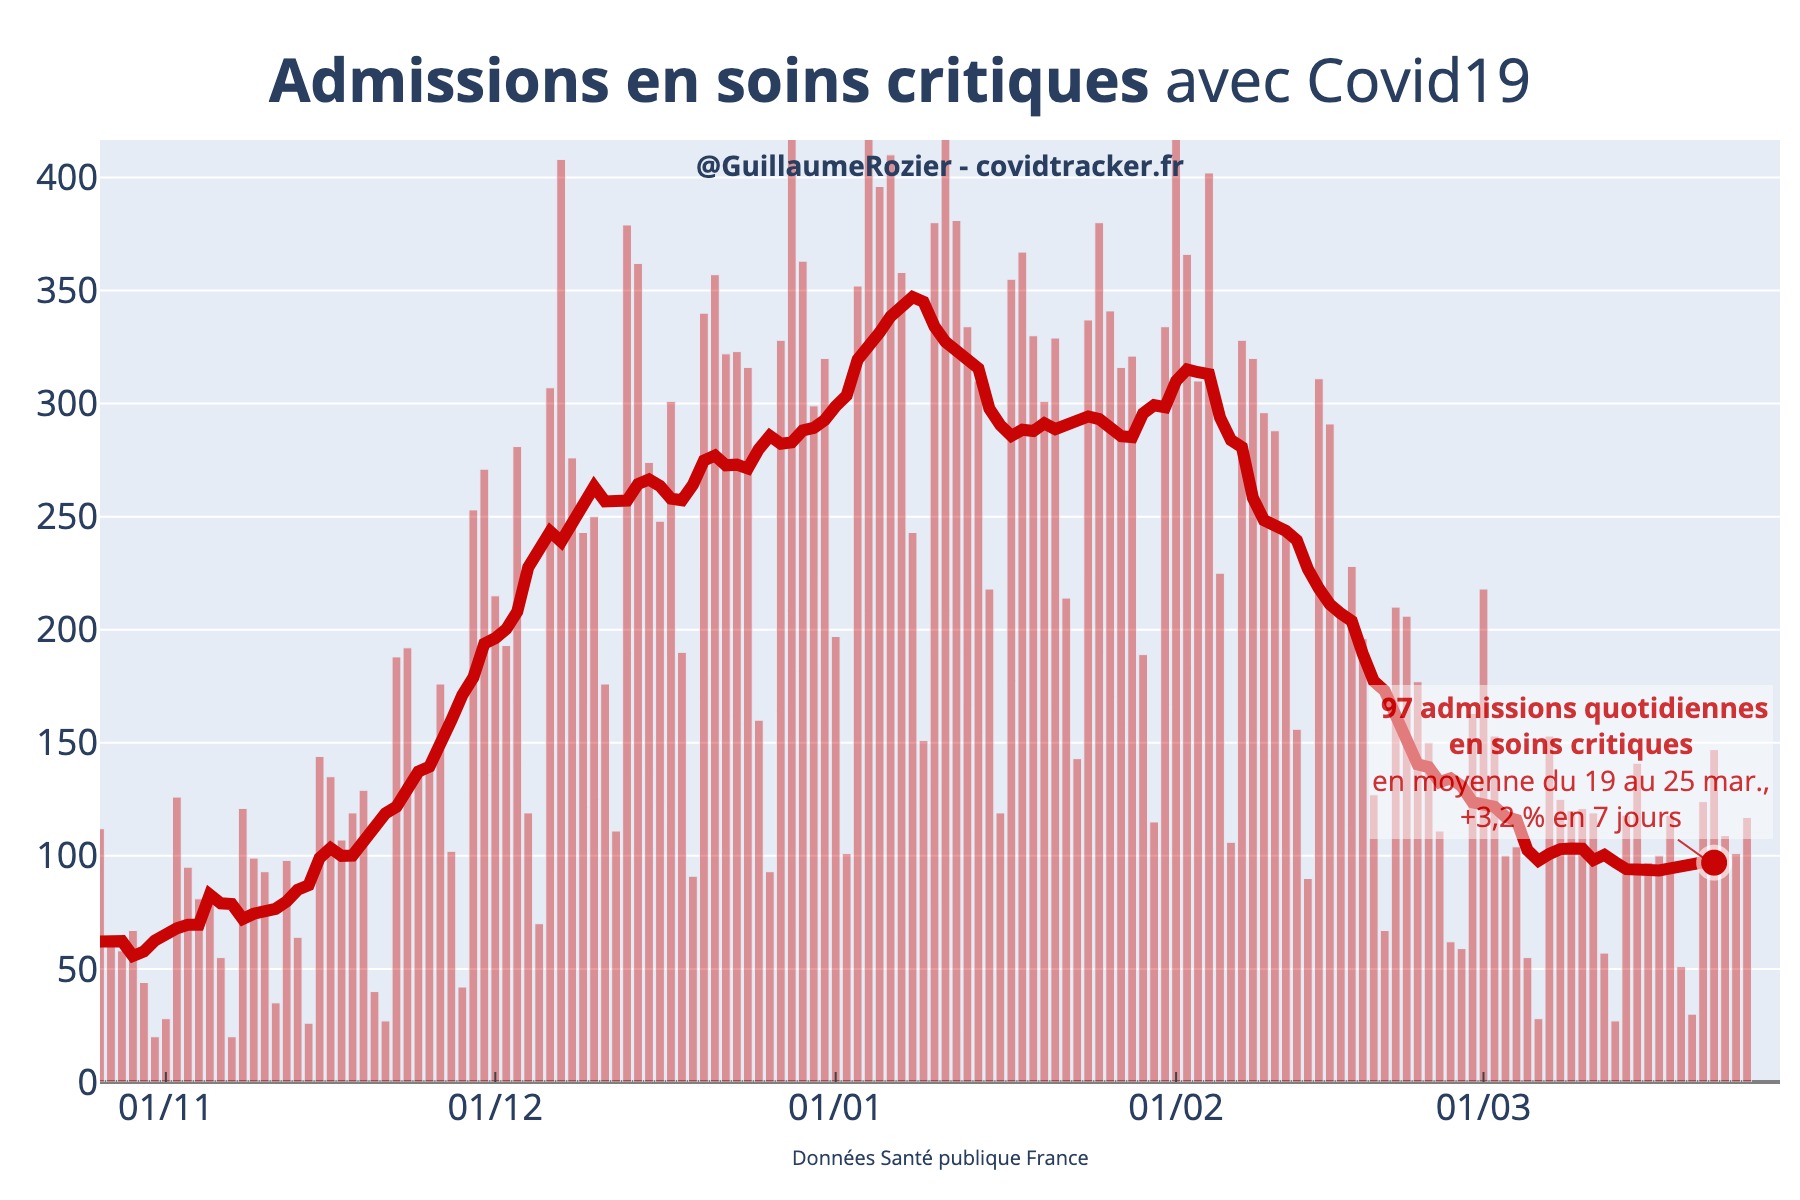 Admissions en soins critiques avec Covid19
@GuillaumeRozier - covidtracker.fr
400
350
300
250
200
150
100
50
0
97 admissions quotidiennes
en soins critiques
en moyenne du 19 au 25 mar.,
+3,2 % en 7 jours
01/11
01/12
01/01
01/02
01/03
Données Santé publique France